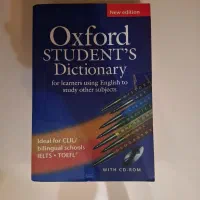 New edition
Oxford
STUDENT'S
Dictionary
for learners using English to
study other subjects
Ideal for CLIL/
bilingual schools
IELTS • TOEFL
WITH CD-ROM